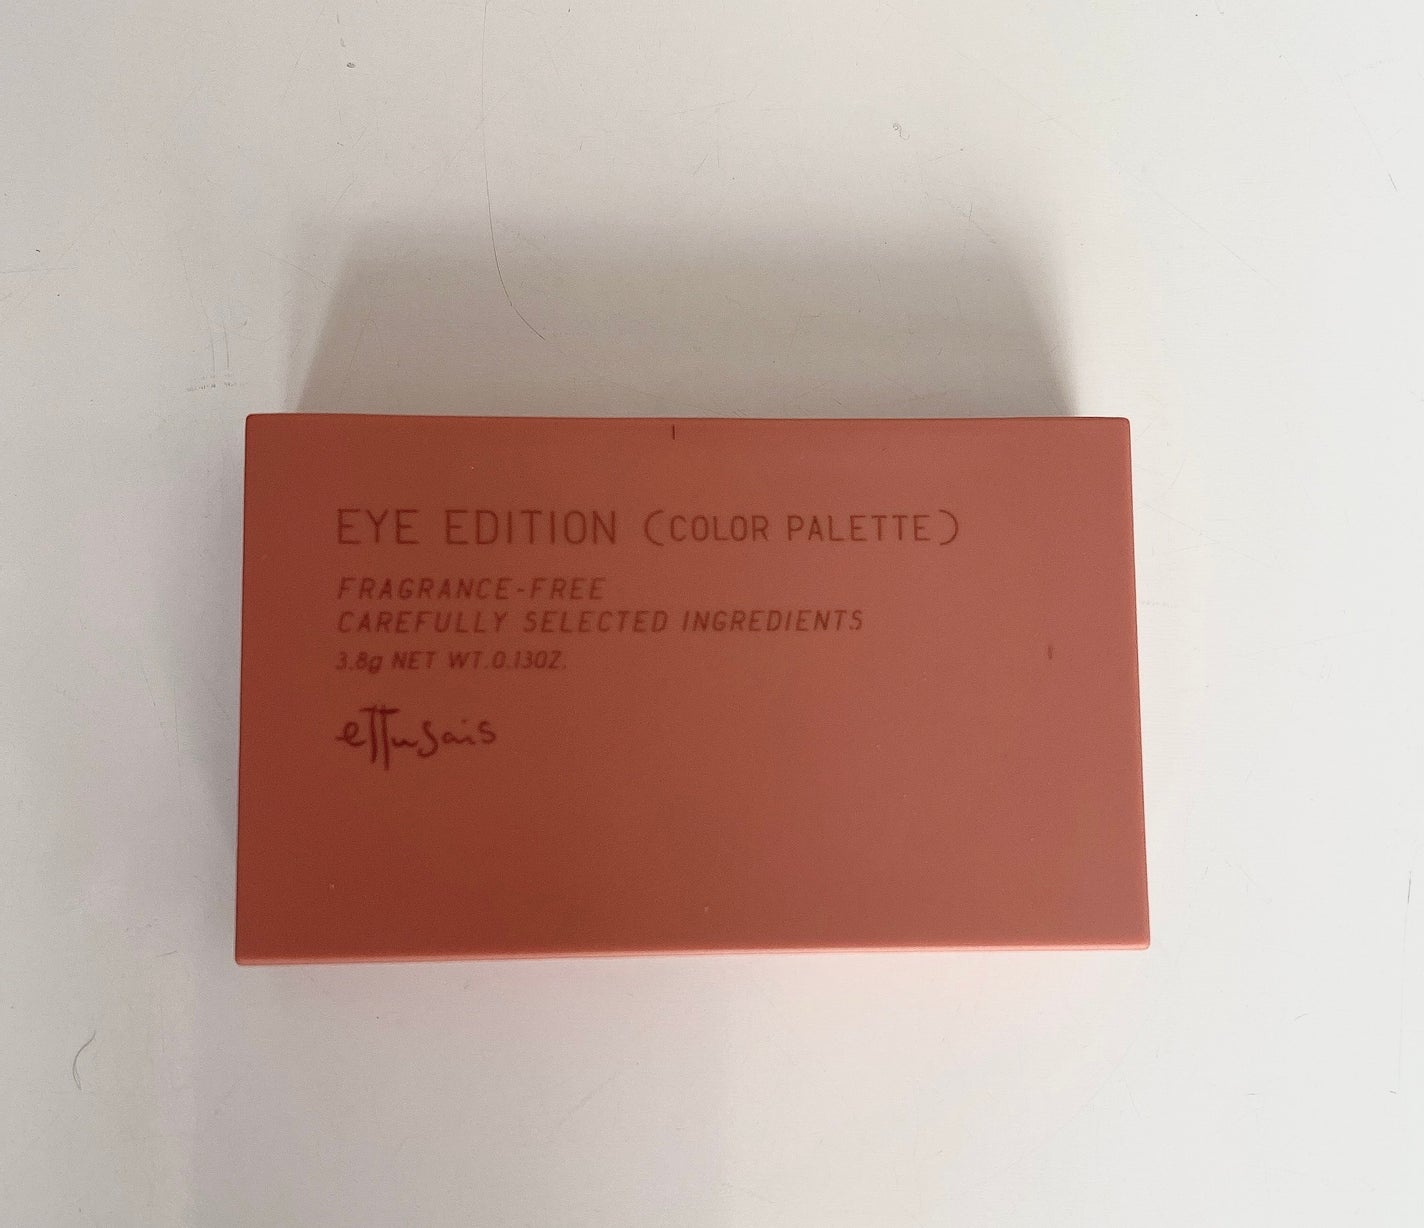 EYE EDITION (COLOR PALETTE)
FRAGRANCE-FREE
CAREFULLY SELECTED INGREDIENTS
3.8g NET WT.0.13OZ.
ettusais